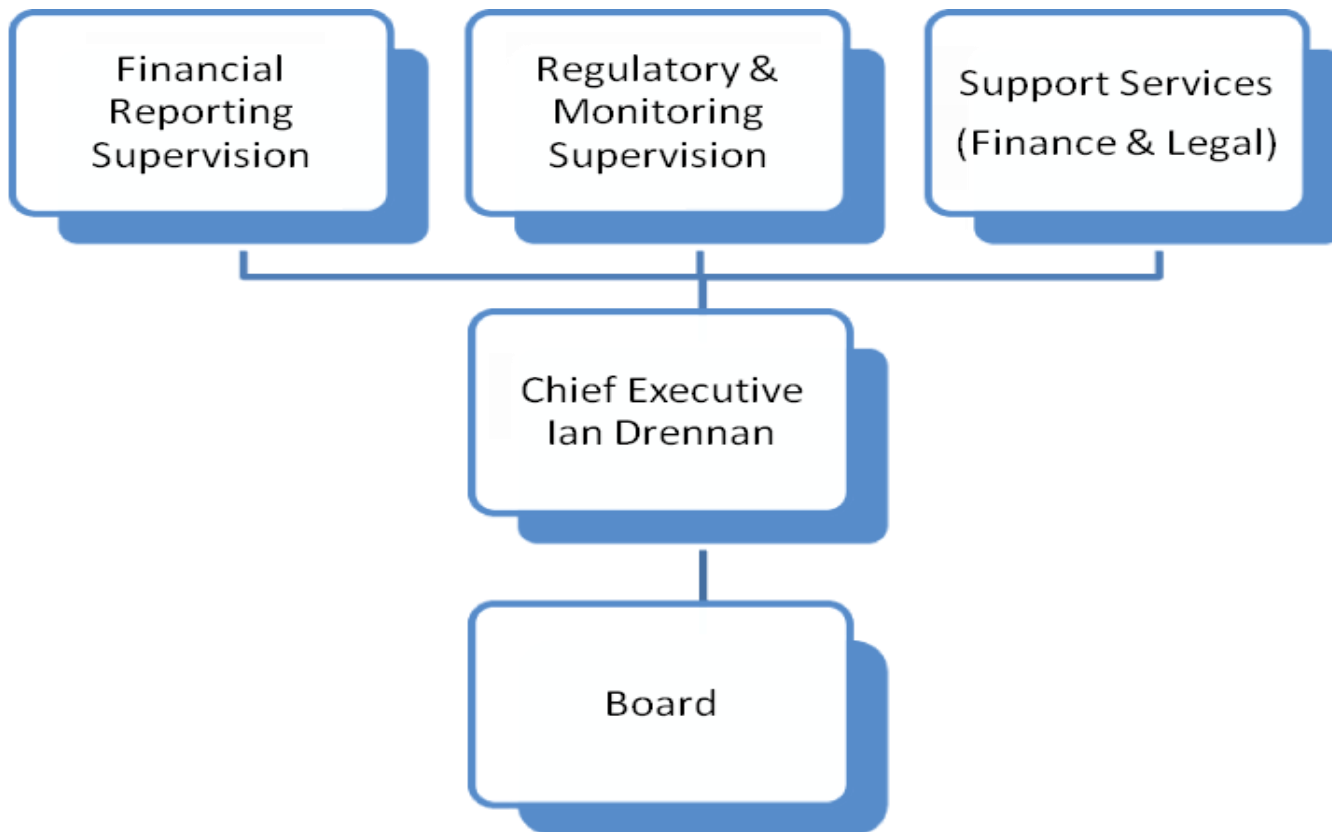 Financial
Reporting
Supervision
Regulatory &
Monitoring
Supervision
Support Services
(Finance & Legal)
Chief Executive
Ian Drennan
Board